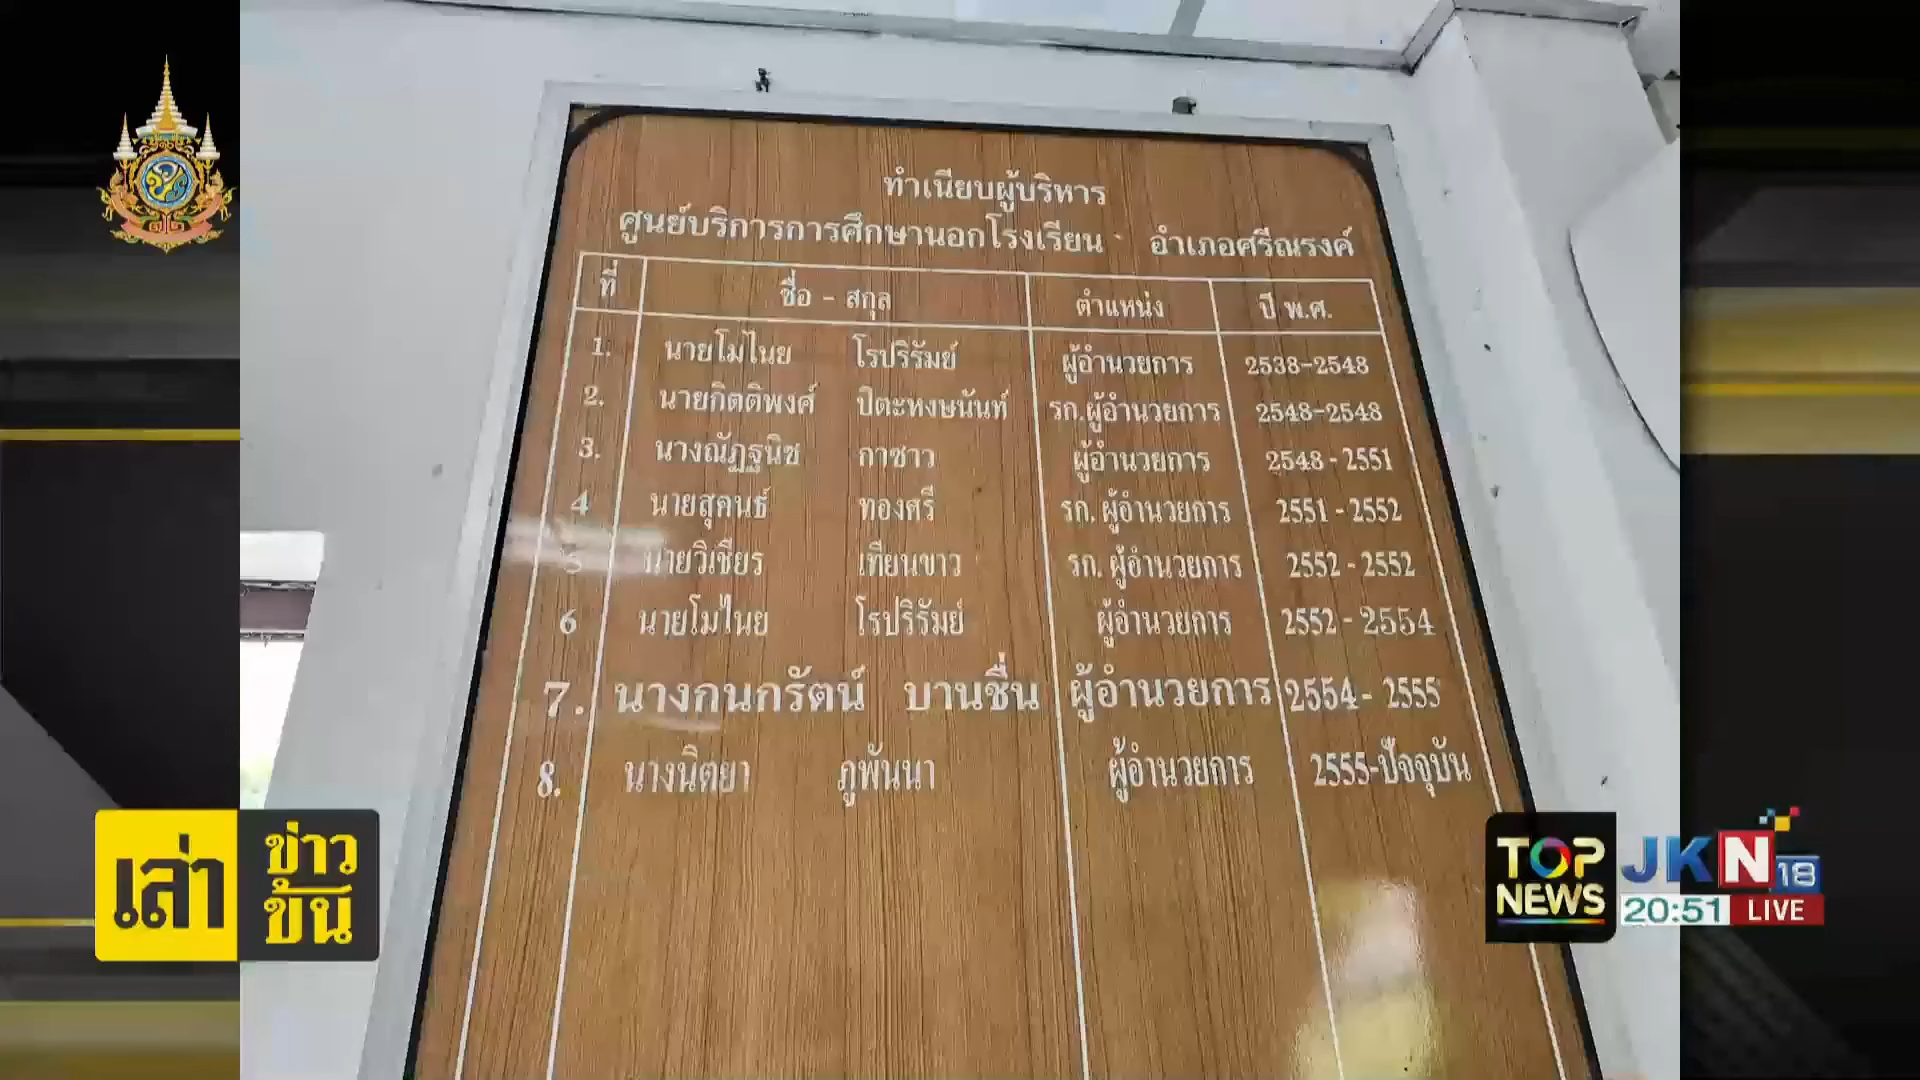 ทำเนียบผู้บริหาร
ศูนย์บริการการศึกษานอกโรงเรียน อำเภอศรีณรงค์
ที่ ชื่อ - สกุล ตำแหน่ง ปี พ.ศ.
1. นายโมไนย โรปริรัมย์ ผู้อำนวยการ 2538-2548
2. นายกิตติพงศ์ ปิตะหงษนันท์ รก.ผู้อำนวยการ 2548-2548
3. นางณัฏฐนิช กาซาว ผู้อำนวยการ 2548 - 2551
4 นายสุคนธ์ ทองศรี รก. ผู้อำนวยการ 2551 - 2552
5 นายวิเชียร เทียนขาว รก. ผู้อำนวยการ 2552 - 2552
6 นายโมไนย โรปริรัมย์ ผู้อำนวยการ 2552 - 2554
7. นางกนกรัตน์ บานชื่น ผู้อำนวยการ 2554 - 2555
8. นางนิตยา ภูพันนา ผู้อำนวยการ 2555-ปัจจุบัน
เล่า
ข่าว
ข้น
TOP
NEWS
JKN 18
20:51 LIVE